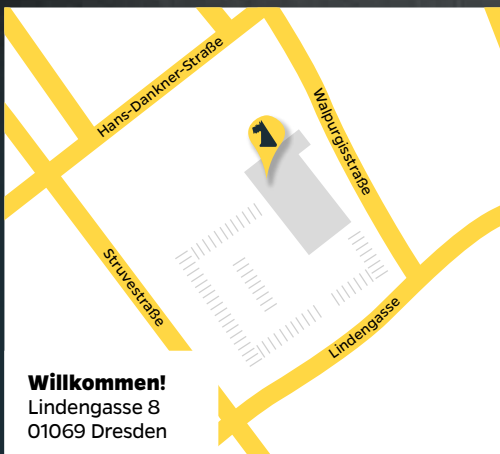 Hans-Dankner-Straße
Walpurgisstraße
Struvestraße
Lindengasse
Willkommen!
Lindengasse 8
01069 Dresden